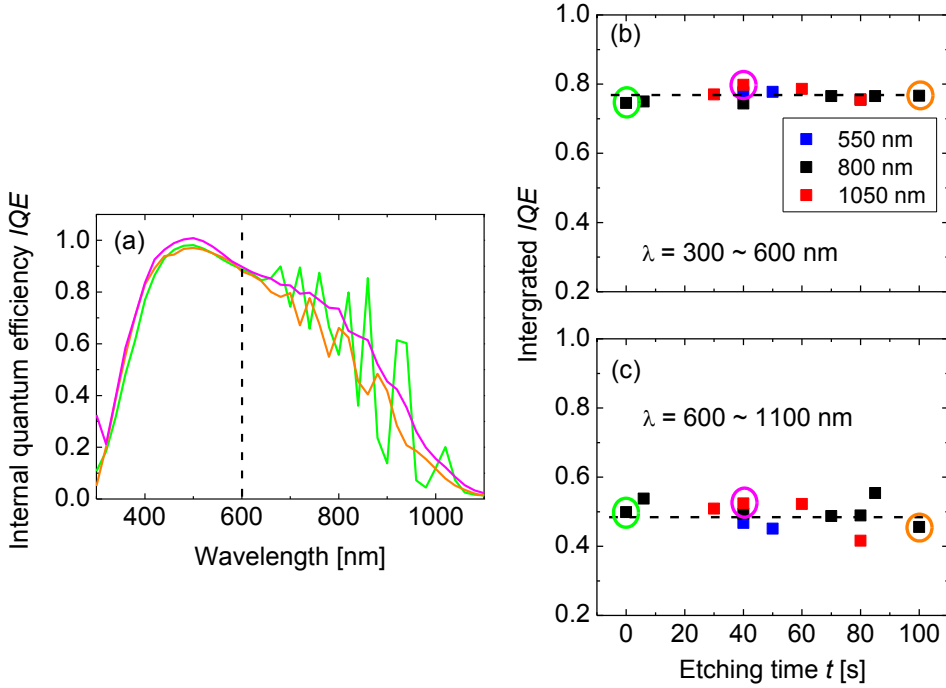 (a)
Internal quantum efficiency IQE
1.0
0.8
0.6
0.4
0.2
0.0
400
600
800
1000
Wavelength [nm]
Intergrated IQE
(b)
1.0
0.8
0.6
0.4
0.2
550 nm
800 nm
1050 nm
λ = 300 ~ 600 nm
(c)
1.0
0.8
0.6
0.4
0.2
λ = 600 ~ 1100 nm
0
20
40
60
80
100
Etching time t [s]